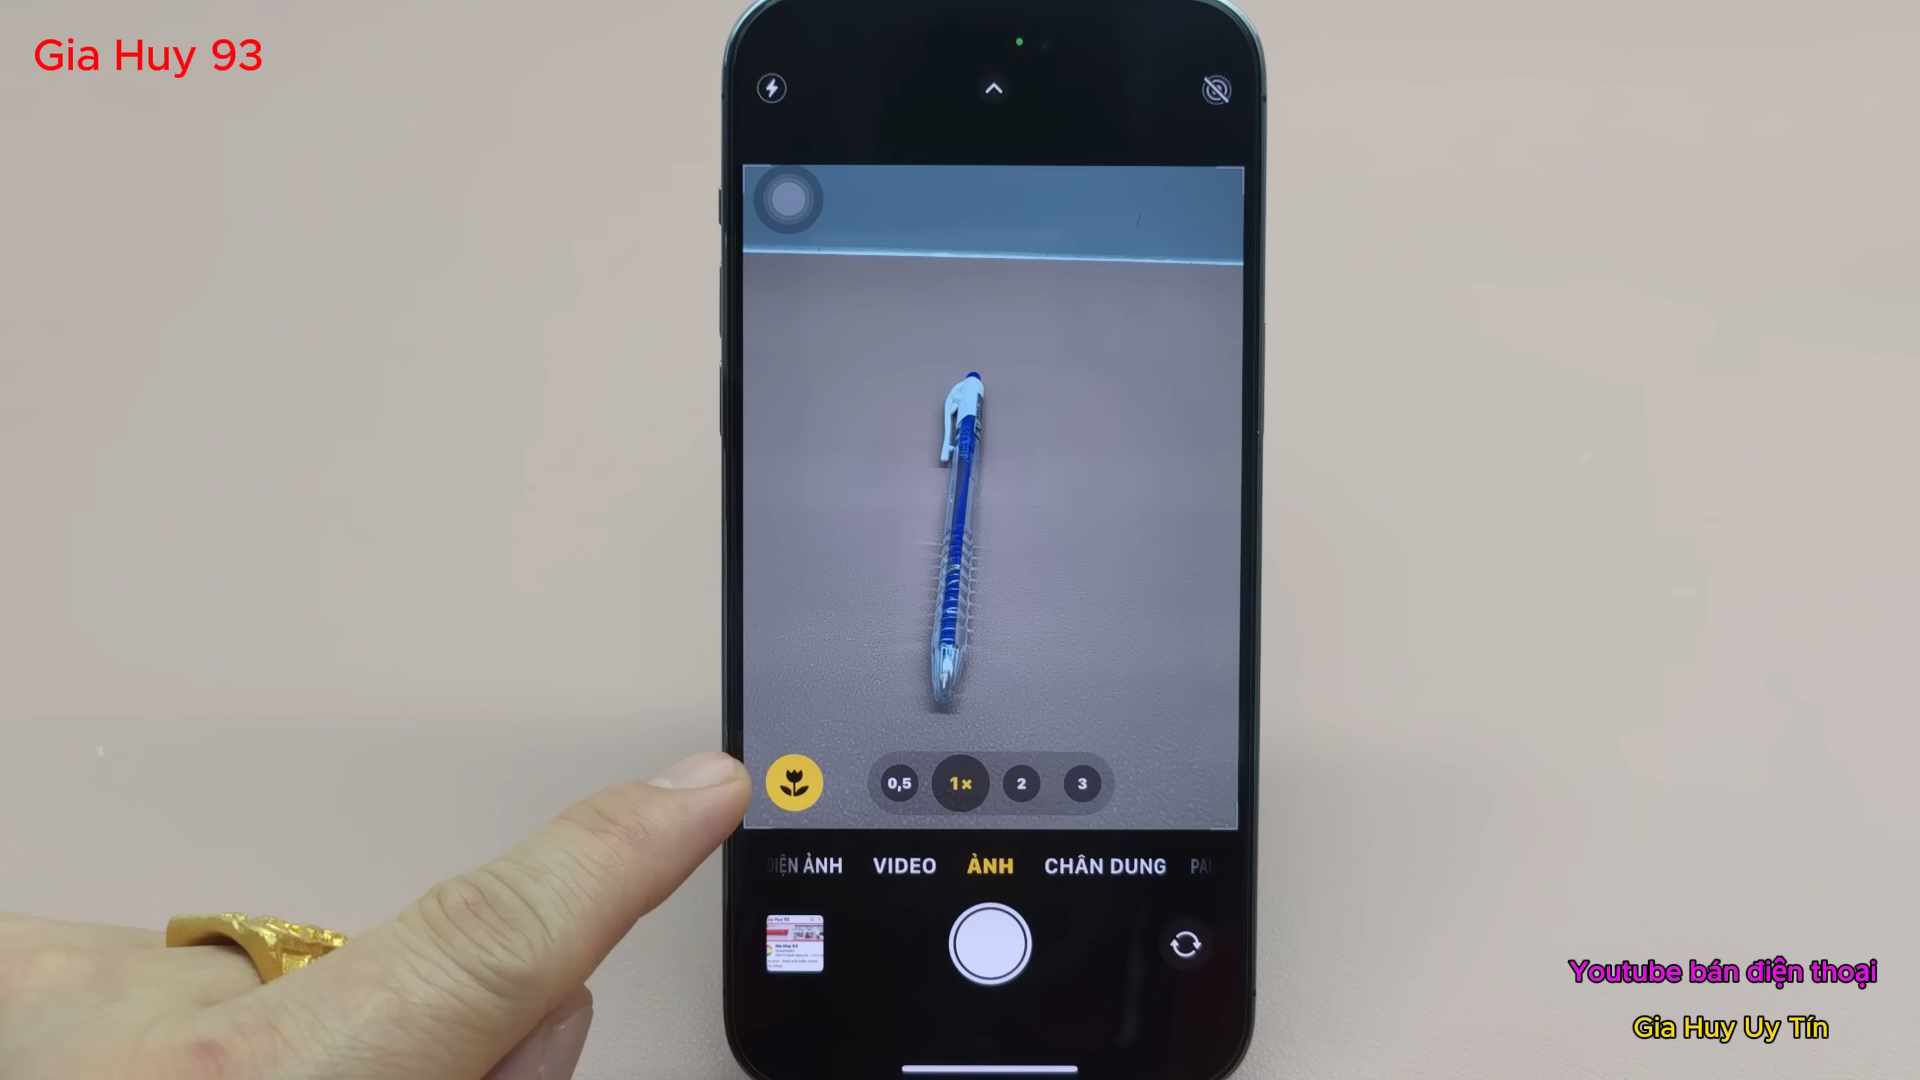 Gia Huy 93
0,5 1× 2 3
ĐIỆN ẢNH VIDEO ẢNH CHÂN DUNG PA
Youtube bán điện thoại
Gia Huy Uy Tín